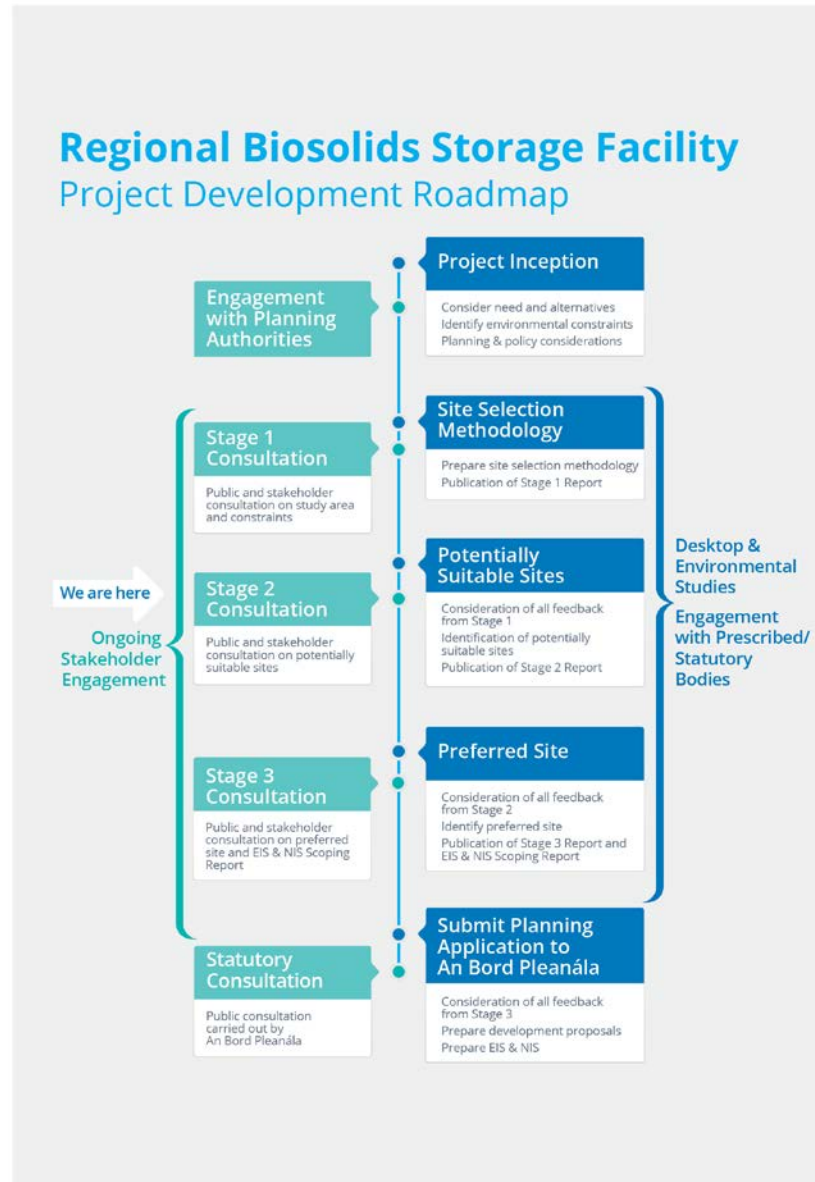 Regional Biosolids Storage Facility
Project Development Roadmap
Project Inception
Consider need and alternatives
Identify environmental constraints
Planning & policy considerations
Engagement
with Planning
Authorities
Site Selection
Methodology
Prepare site selection methodology
Publication of Stage 1 Report
Stage 1
Consultation
Public and stakeholder
consultation on study area
and constraints
Potentially
Suitable Sites
Consideration of all feedback
from Stage 1
Identification of potentially
suitable sites
Publication of Stage 2 Report
Stage 2
Consultation
Public and stakeholder
consultation on potentially
suitable sites
We are here
Ongoing
Stakeholder
Engagement
Desktop &
Environmental
Studies
Engagement
with Prescribed/
Statutory
Bodies
Preferred Site
Consideration of all feedback
from Stage 2
Identify preferred site
Publication of Stage 3 Report and
EIS & NIS Scoping Report
Stage 3
Consultation
Public and stakeholder
consultation on preferred
site and EIS & NIS Scoping
Report
Submit Planning
Application to
An Bord Pleanála
Consideration of all feedback
from Stage 3
Prepare development proposals
Prepare EIS & NIS
Statutory
Consultation
Public consultation
carried out by
An Bord Pleanála